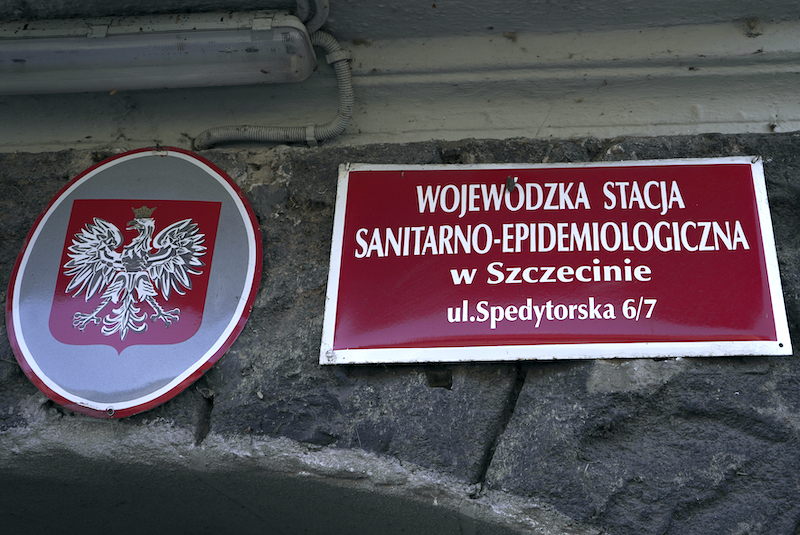 WOJEWÓDZKA STACJA
SANITARNO-EPIDEMIOLOGICZNA
w Szczecinie
ul.Spedytorska 6/7